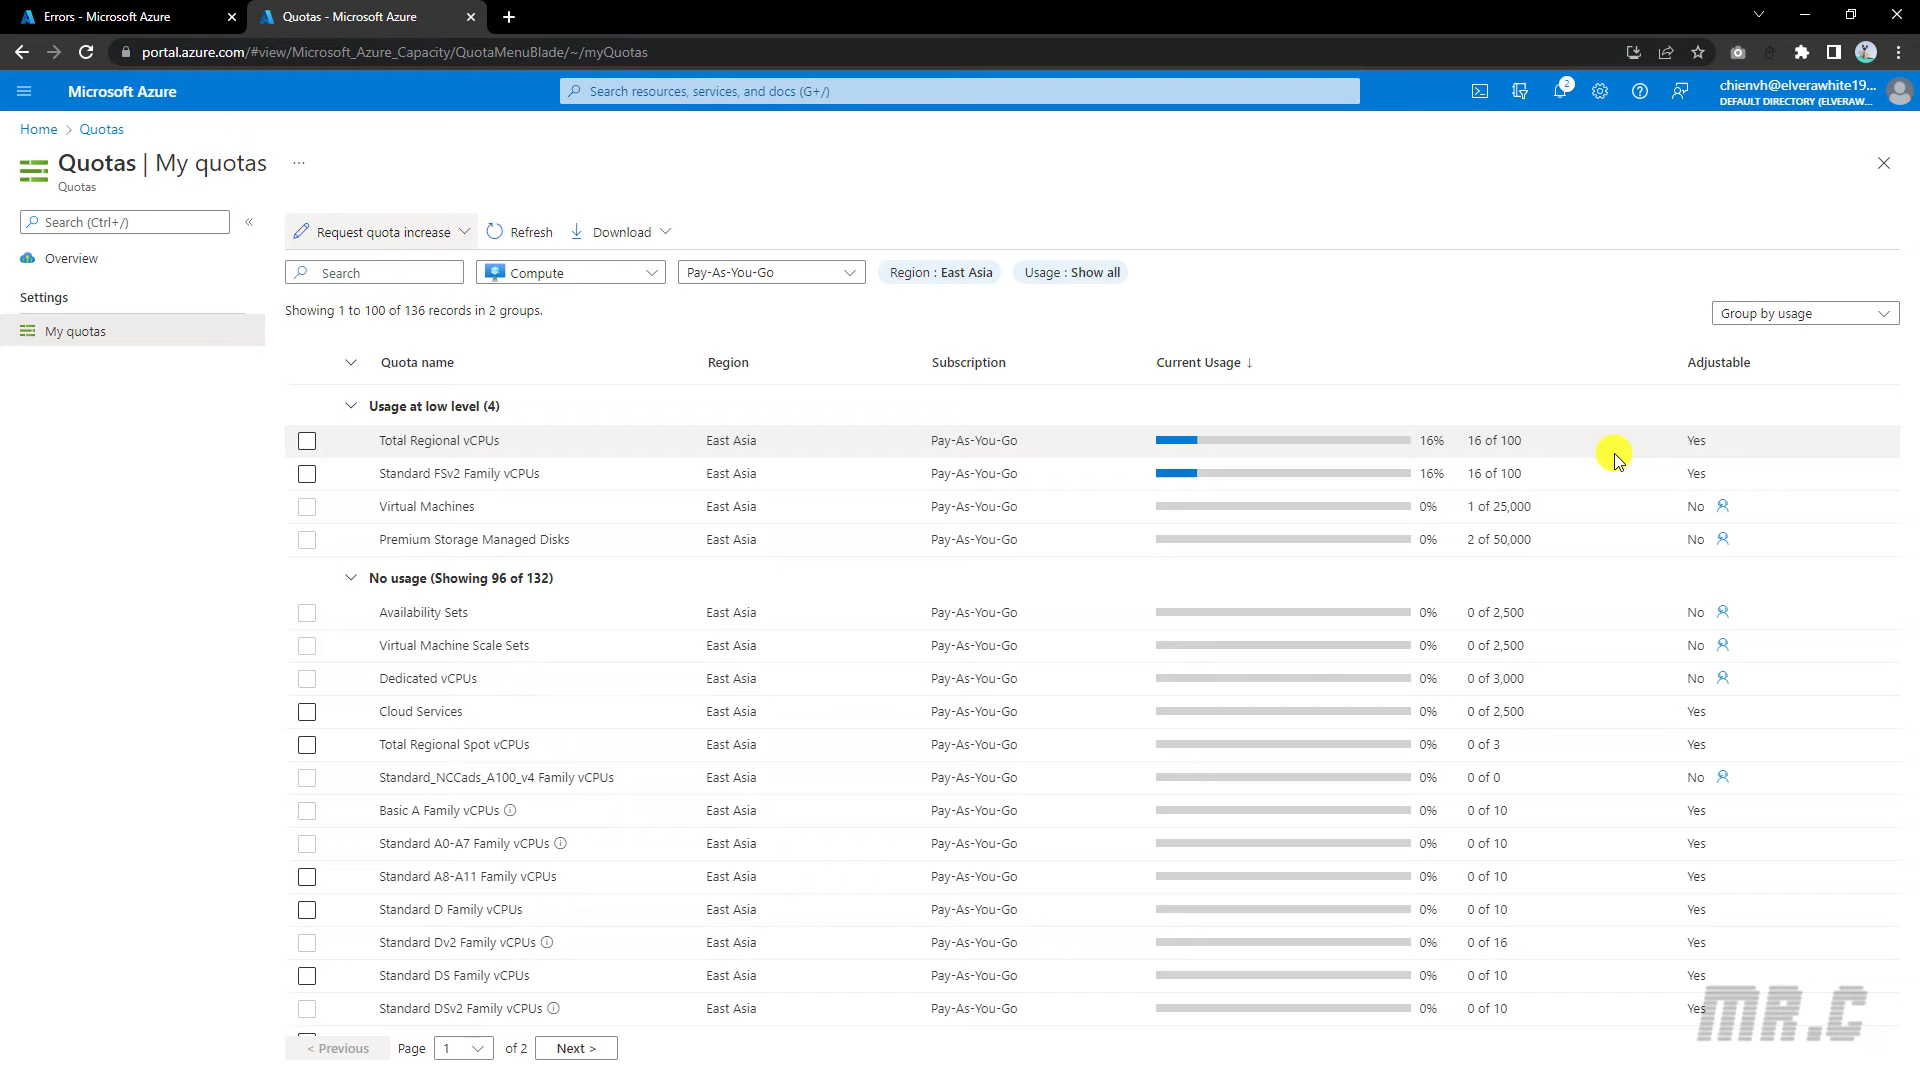 Errors - Microsoft Azure
Quotas - Microsoft Azure
portal.azure.com/#view/Microsoft_Azure_Capacity/QuotaMenuBlade/~/myQuotas
Microsoft Azure
Search resources, services, and docs (G+/)
2
chienvh@elverawhite19...
DEFAULT DIRECTORY (ELVERAW...
Home > Quotas
Quotas | My quotas ...
Quotas
Search (Ctrl+/)
Overview
Settings
My quotas
Request quota increase
Refresh
Download
Search
Compute
Pay-As-You-Go
Region : East Asia
Usage : Show all
Showing 1 to 100 of 136 records in 2 groups.
Group by usage
Quota name Region Subscription Current Usage ↓ Adjustable
Usage at low level (4)
Total Regional vCPUs East Asia Pay-As-You-Go 16% 16 of 100 Yes
Standard FSv2 Family vCPUs East Asia Pay-As-You-Go 16% 16 of 100 Yes
Virtual Machines East Asia Pay-As-You-Go 0% 1 of 25,000 No
Premium Storage Managed Disks East Asia Pay-As-You-Go 0% 2 of 50,000 No
No usage (Showing 96 of 132)
Availability Sets East Asia Pay-As-You-Go 0% 0 of 2,500 No
Virtual Machine Scale Sets East Asia Pay-As-You-Go 0% 0 of 2,500 No
Dedicated vCPUs East Asia Pay-As-You-Go 0% 0 of 3,000 No
Cloud Services East Asia Pay-As-You-Go 0% 0 of 2,500 Yes
Total Regional Spot vCPUs East Asia Pay-As-You-Go 0% 0 of 3 Yes
Standard_NCCads_A100_v4 Family vCPUs East Asia Pay-As-You-Go 0% 0 of 0 No
Basic A Family vCPUs East Asia Pay-As-You-Go 0% 0 of 10 Yes
Standard A0-A7 Family vCPUs East Asia Pay-As-You-Go 0% 0 of 10 Yes
Standard A8-A11 Family vCPUs East Asia Pay-As-You-Go 0% 0 of 10 Yes
Standard D Family vCPUs East Asia Pay-As-You-Go 0% 0 of 10 Yes
Standard Dv2 Family vCPUs East Asia Pay-As-You-Go 0% 0 of 16 Yes
Standard DS Family vCPUs East Asia Pay-As-You-Go 0% 0 of 10 Yes
Standard DSv2 Family vCPUs East Asia Pay-As-You-Go 0% 0 of 10 Yes
MR.C
< Previous Page 1 of 2 Next >